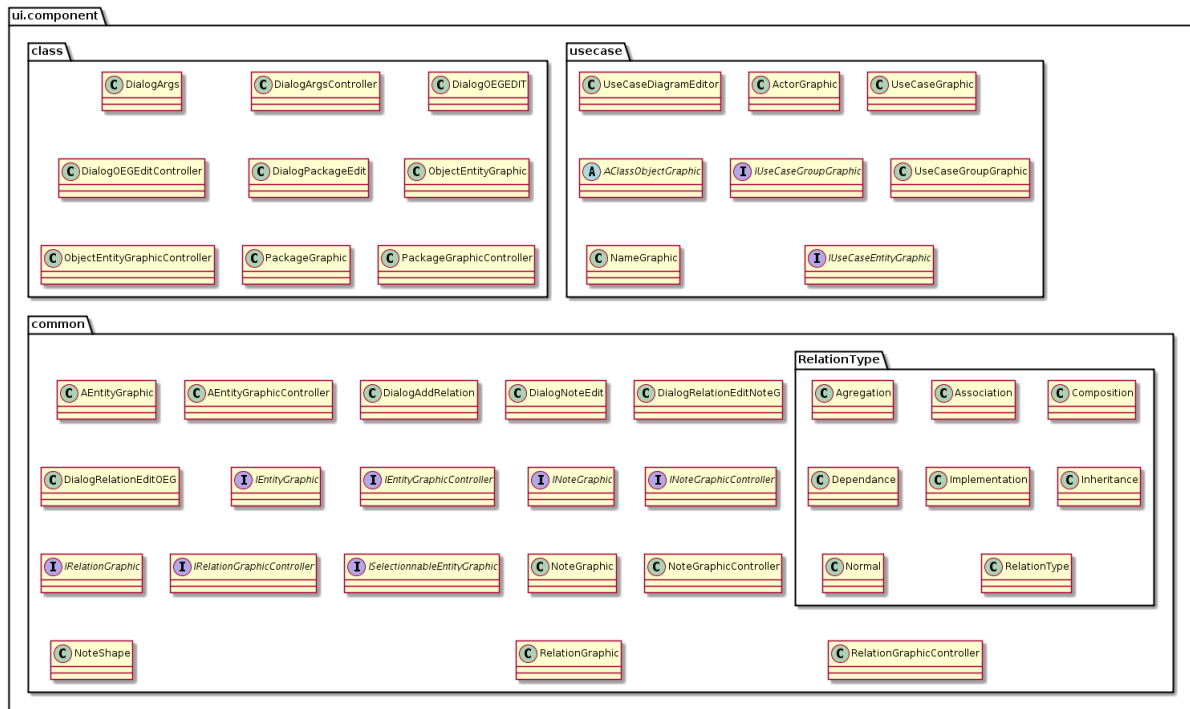 ui.component
class
C DialogArgs
C DialogArgsController
C DialogOEGEDIT
C DialogOEGEditController
C DialogPackageEdit
C ObjectEntityGraphic
C ObjectEntityGraphicController
C PackageGraphic
C PackageGraphicController
usecase
C UseCaseDiagramEditor
C ActorGraphic
C UseCaseGraphic
A AClassObjectGraphic
I IUseCaseGroupGraphic
C UseCaseGroupGraphic
C NameGraphic
I IUseCaseEntityGraphic
common
C AEntityGraphic
C AEntityGraphicController
C DialogAddRelation
C DialogNoteEdit
C DialogRelationEditNoteG
C DialogRelationEditOEG
I IEntityGraphic
I IEntityGraphicController
I INoteGraphic
I INoteGraphicController
I IRelationGraphic
I IRelationGraphicController
I ISelectionnableEntityGraphic
C NoteGraphic
C NoteGraphicController
RelationType
C Agregation
C Association
C Composition
C Dependance
C Implementation
C Inheritance
C Normal
C RelationType
C NoteShape
C RelationGraphic
C RelationGraphicController